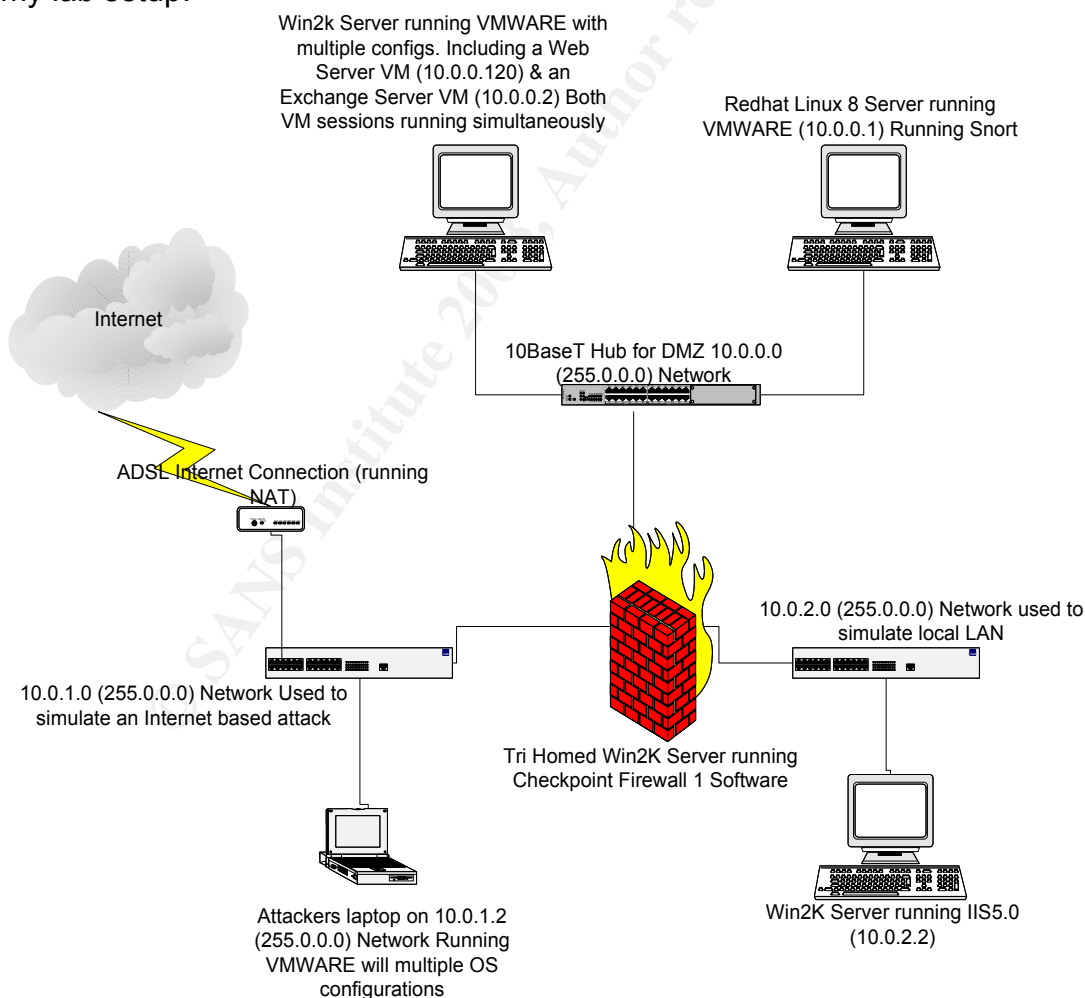 my lab setup.
Win2k Server running VMWARE with
multiple configs. Including a Web
Server VM (10.0.0.120) & an
Exchange Server VM (10.0.0.2) Both
VM sessions running simultaneously
Redhat Linux 8 Server running
VMWARE (10.0.0.1) Running Snort
Internet
10BaseT Hub for DMZ 10.0.0.0
(255.0.0.0) Network
ADSL Internet Connection (running
NAT)
10.0.2.0 (255.0.0.0) Network used to
simulate local LAN
10.0.1.0 (255.0.0.0) Network Used to
simulate an Internet based attack
Tri Homed Win2K Server running
Checkpoint Firewall 1 Software
Attackers laptop on 10.0.1.2
(255.0.0.0) Network Running
VMWARE will multiple OS
configurations
Win2K Server running IIS5.0
(10.0.2.2)
© SANS Institute 2003, Author re